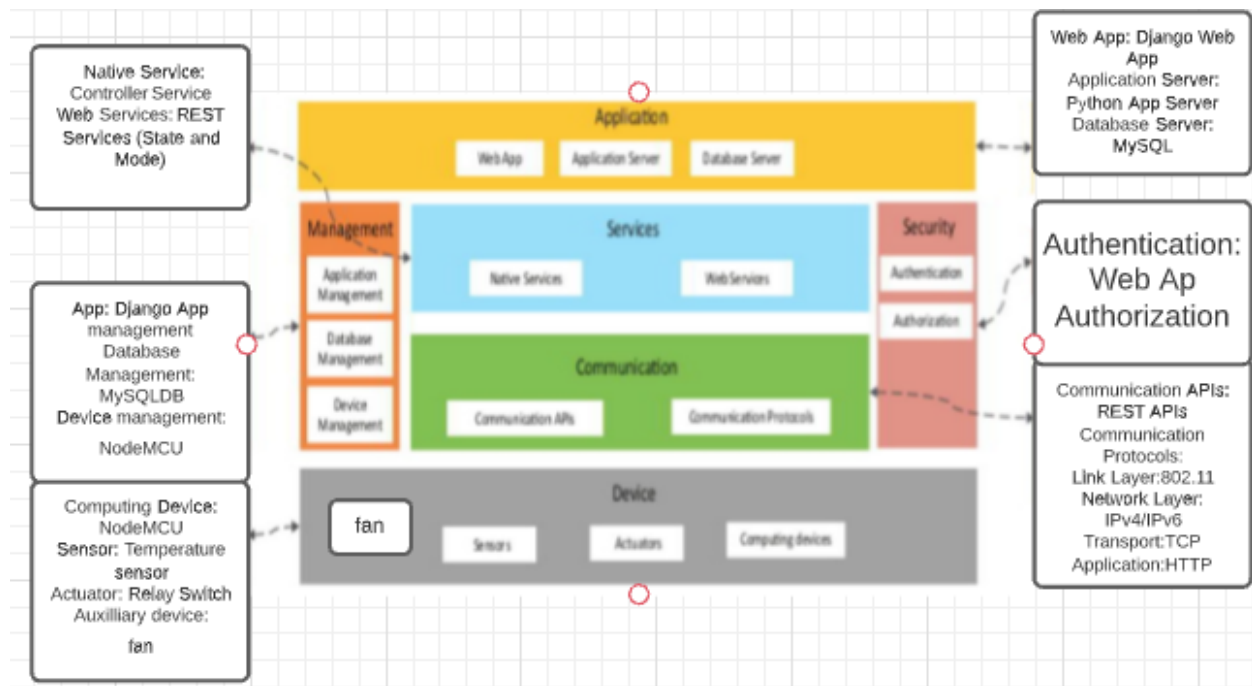 Native Service:
Controller Service
Web Services: REST
Services (State and
Mode)
App: Django App
management
Database
Management:
MySQLDB
Device management:
NodeMCU
Computing Device:
NodeMCU
Sensor: Temperature
sensor
Actuator: Relay Switch
Auxilliary device:
fan
Application
Web App
Application Server
Database Server
Management
Application
Management
Database
Management
Device
Management
Services
Native Services
Web Services
Communication
Communication APIs
Communication Protocols
Security
Authentication
Authorization
Device
fan
Sensors
Actuators
Computing devices
Web App: Django Web
App
Application Server:
Python App Server
Database Server:
MySQL
Authentication:
Web Ap
Authorization
Communication APIs:
REST APIs
Communication
Protocols:
Link Layer:802.11
Network Layer:
IPv4/IPv6
Transport:TCP
Application:HTTP